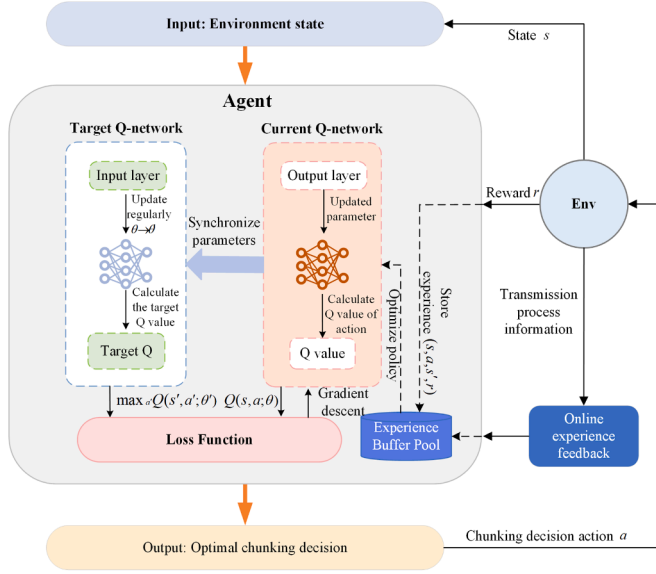 Input: Environment state
State s
Agent
Target Q-network
Current Q-network
Input layer
Output layer
Update
regularly
θ→θ
Updated
parameter
Synchronize
parameters
Calculate
the target
Q value
Calculate
Q value of
action
Target Q
Q value
max a' Q(s',a';θ')
Q(s,a;θ)
Gradient
descent
Loss Function
Optimize policy
Store
experience (s,a,s',r)
Experience
Buffer Pool
Reward r
Env
Transmission
process
information
Online
experience
feedback
Output: Optimal chunking decision
Chunking decision action a